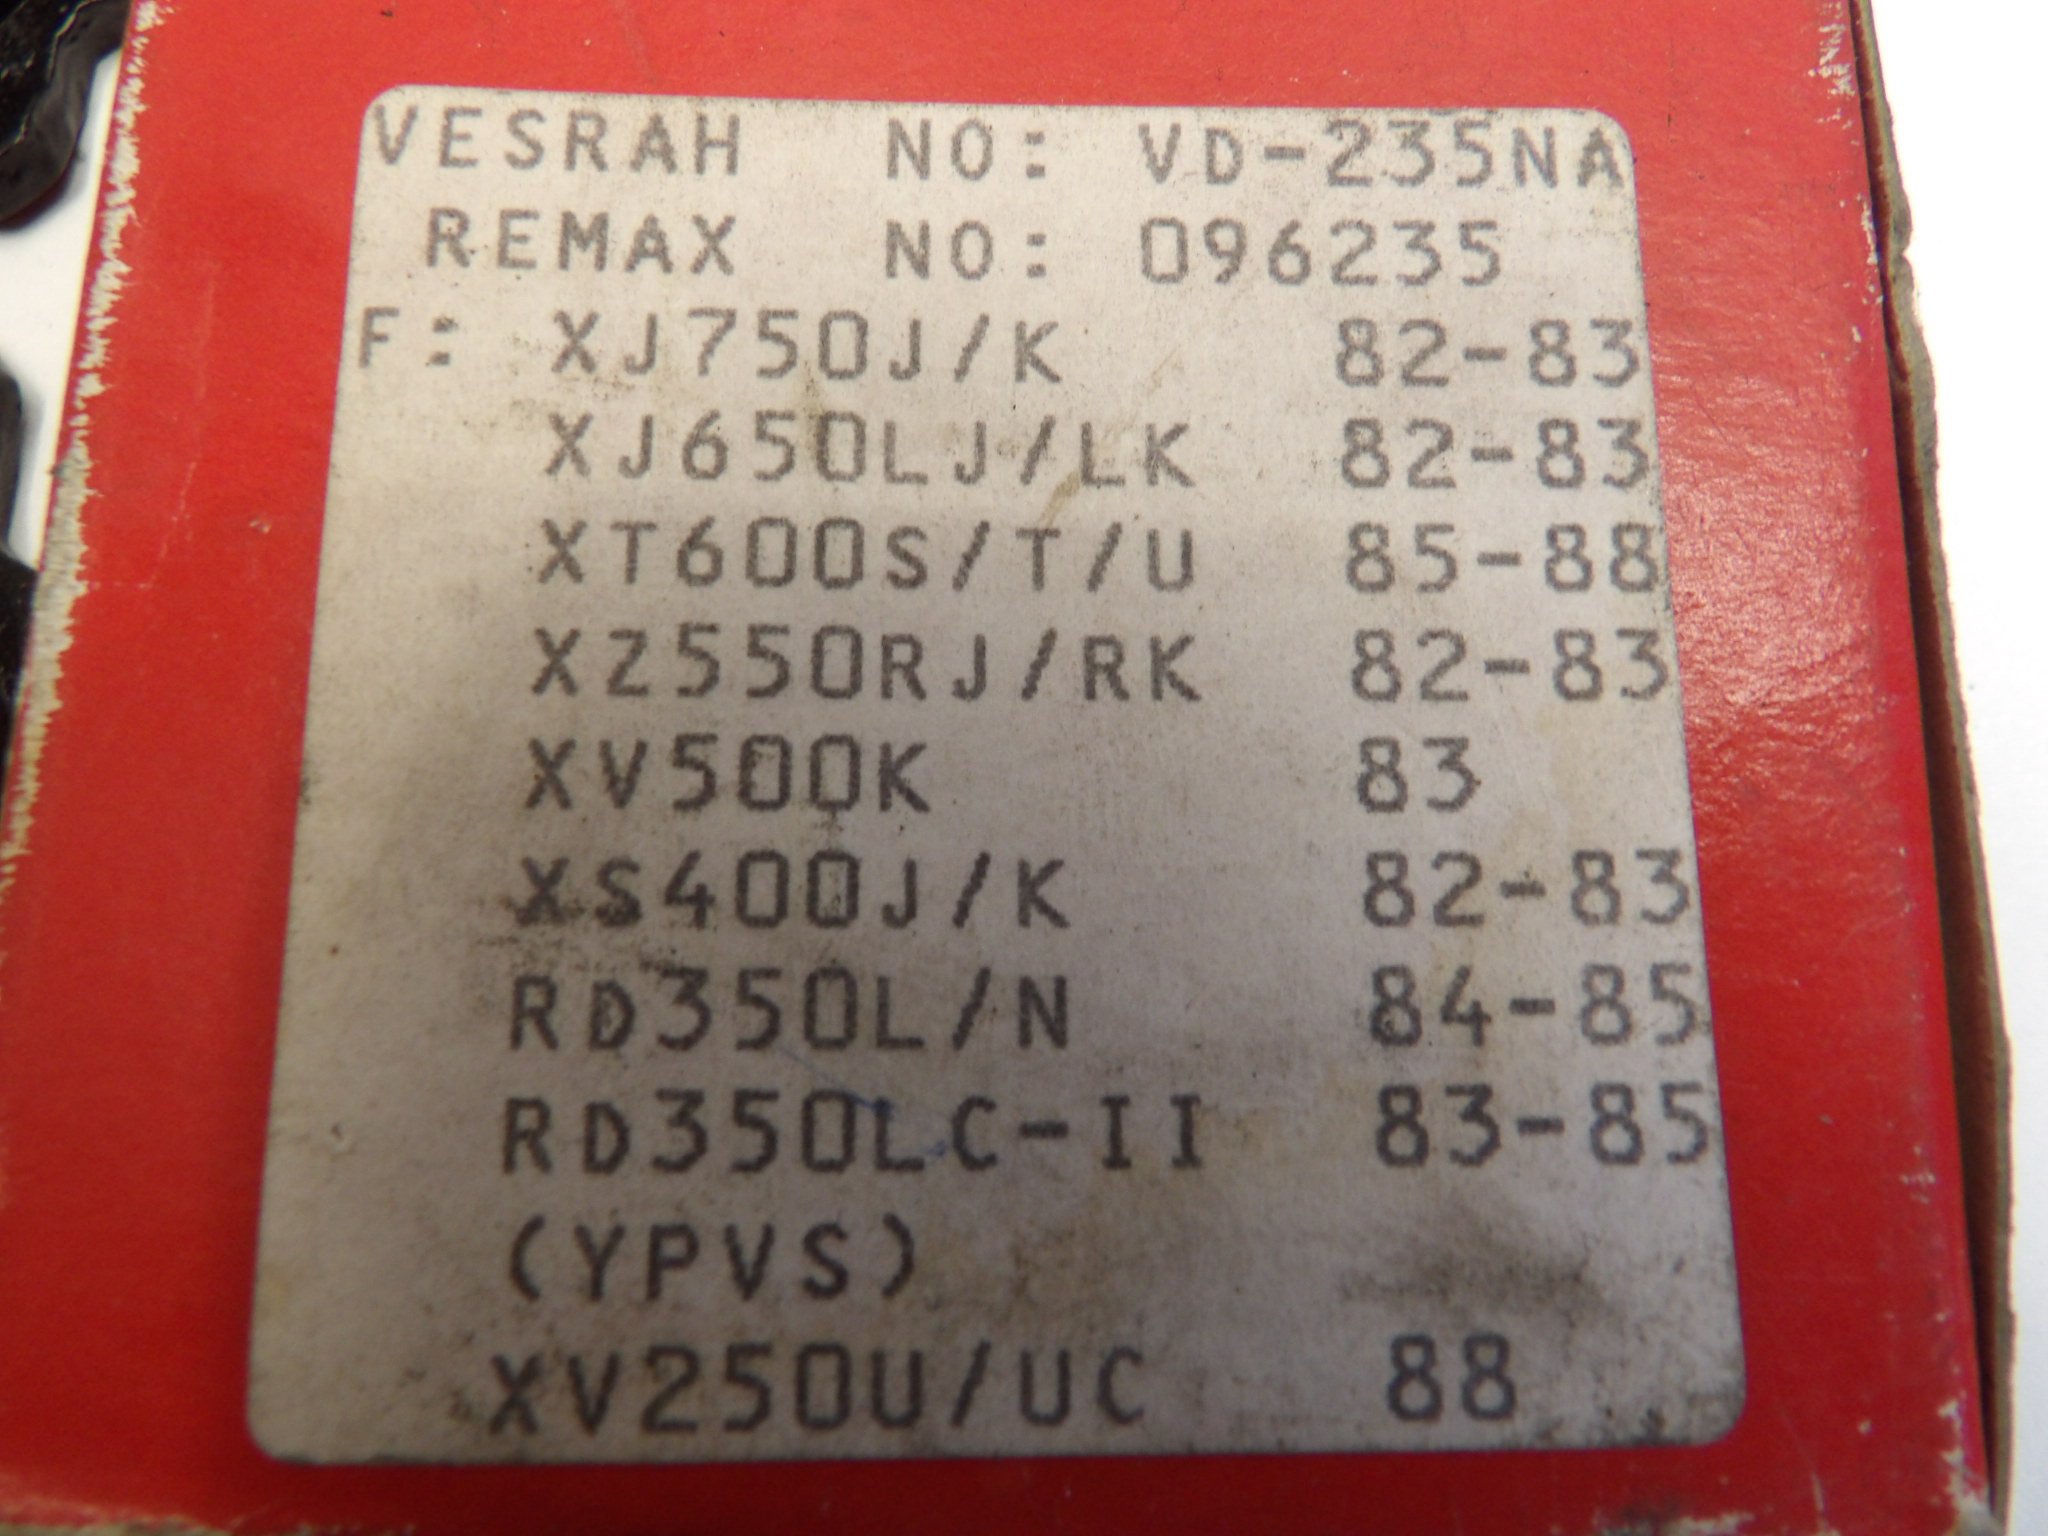 VESRAH NO: VD-235NA
REMAX NO: 096235
F: XJ750J/K 82-83
XJ650LJ/LK 82-83
XT600S/T/U 85-88
XZ550RJ/RK 82-83
XV500K 83
XS400J/K 82-83
RD350L/N 84-85
RD350LC-II 83-85
(YPVS)
XV250U/UC 88